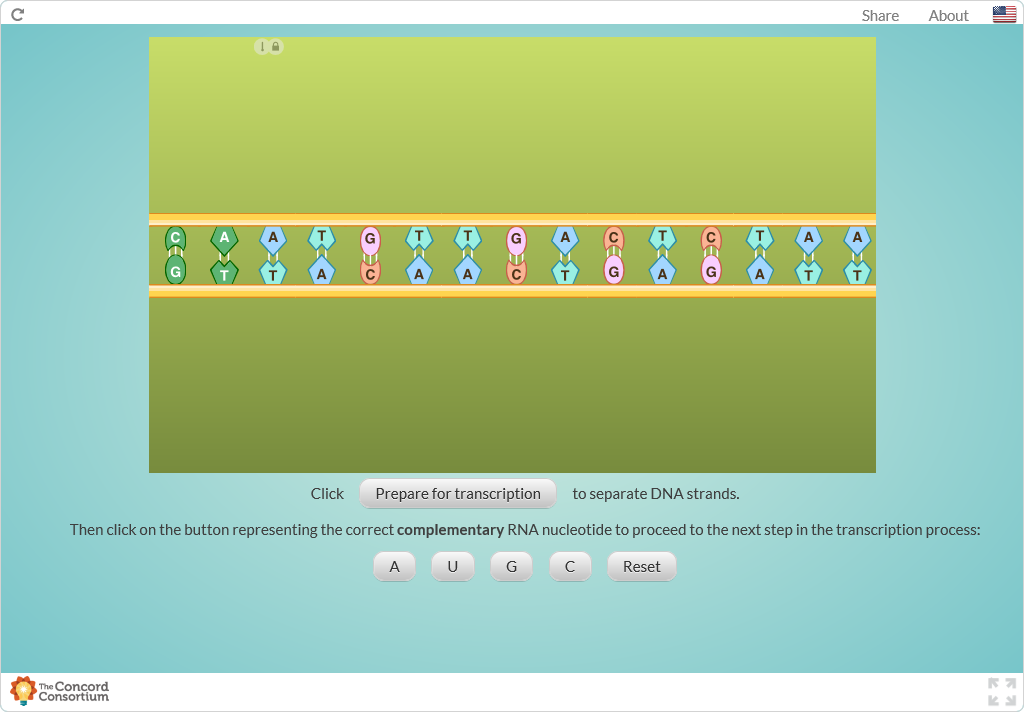 Share About
C A A T G T T G A C T C T A A
G T T A C A A C T G A G A T T
Click Prepare for transcription to separate DNA strands.
Then click on the button representing the correct complementary RNA nucleotide to proceed to the next step in the transcription process:
A U G C Reset
The Concord
Consortium